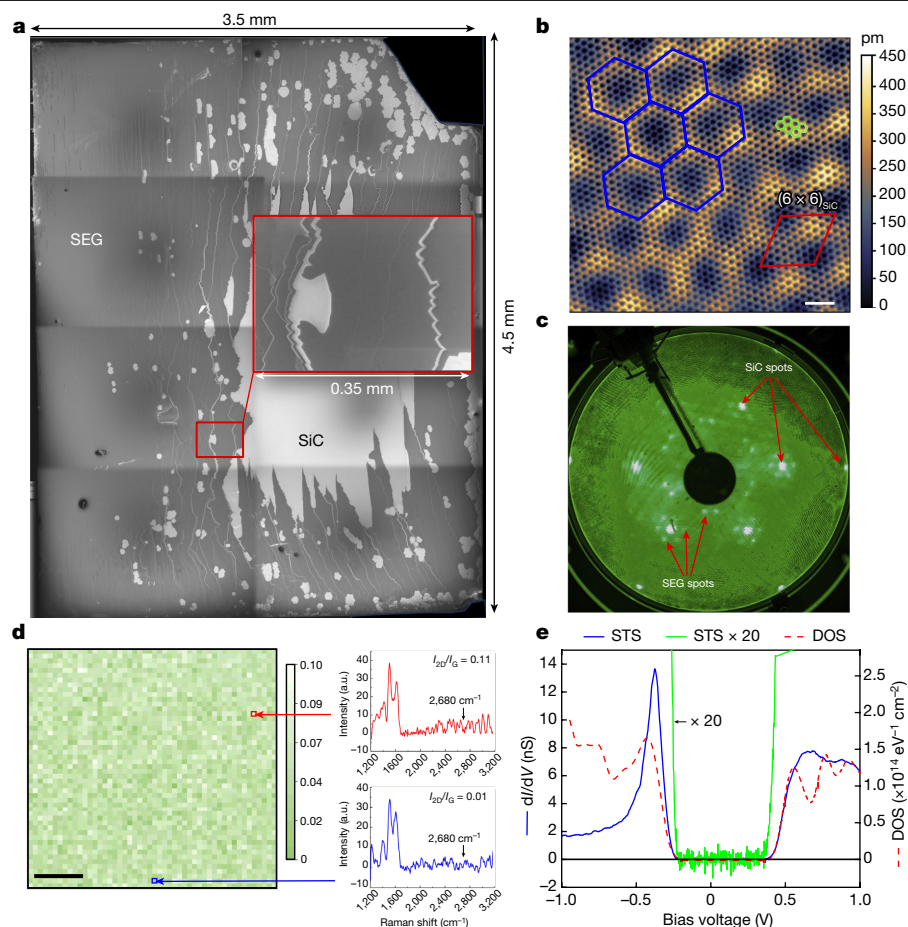 a
3.5 mm
SEG
0.35 mm
SiC
4.5 mm
b
pm
450
400
350
300
250
200
150
100
50
0
(6 × 6)SiC
c
SiC spots
SEG spots
d
0.10
0.09
0.07
0.06
0.04
0.02
0
I2D/IG = 0.11
2,680 cm−1
Intensity (a.u.)
40
30
20
10
0
−10
1,200
1,600
2,000
2,400
2,800
3,200
I2D/IG = 0.01
2,680 cm−1
Intensity (a.u.)
40
30
20
10
0
−10
1,200
1,600
2,000
2,400
2,800
3,200
Raman shift (cm−1)
e
STS
STS × 20
DOS
× 20
dI/dV (nS)
14
12
10
8
6
4
2
0
−2
−1.0
−0.5
0
0.5
1.0
Bias voltage (V)
2.5
2.0
1.5
1.0
0.5
0
DOS (×10^14 eV−1 cm−2)